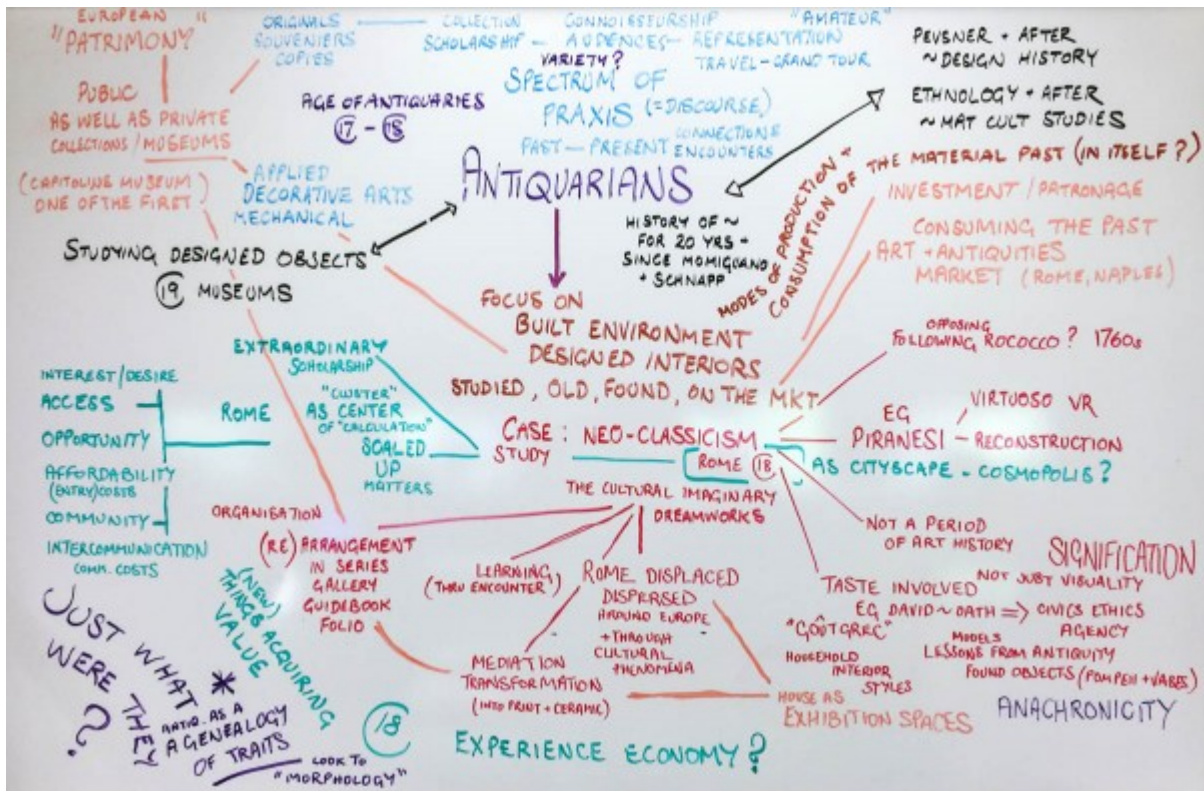 EUROPEAN "
"PATRIMONY
ORIGINALS
SOUVENIERS
COPIES
COLLECTION
SCHOLARSHIP —
CONNOISSEURSHIP
AUDENCES —
"AMATEUR"
REPRESENTATION
TRAVEL - GRAND TOUR
VARIETY?
SPECTRUM OF
PRAXIS (= DISCOURSE)
PAST — PRESENT CONNECTIONS
ENCOUNTERS
PEVSNER + AFTER
~ DESIGN HISTORY
ETHNOLOGY + AFTER
~ MAT CULT STUDIES
PUBLIC
AS WELL AS PRIVATE
COLLECTIONS / MUSEUMS
(CAPITOLINE MUSEUM
ONE OF THE FIRST)
AGE OF ANTIQUARIES
17 - 18
APPLIED
DECORATIVE ARTS
MECHANICAL
ANTIQUARIANS
HISTORY OF ~
FOR 20 YRS -
SINCE MOMIGLIANO
+ SCHNAPP
MODES OF PRODUCTION +
CONSUMPTION OF THE MATERIAL PAST (IN ITSELF?)
INVESTMENT / PATRONAGE
CONSUMING THE PAST
ART + ANTIQUITIES
MARKET (ROME, NAPLES)
STUDYING DESIGNED OBJECTS
19 MUSEUMS
FOCUS ON
BUILT ENVIRONMENT
DESIGNED INTERIORS
STUDIED, OLD, FOUND, ON THE MKT
OPPOSING
FOLLOWING ROCOCCO? 1760s
EXTRAORDINARY
SCHOLARSHIP
INTEREST / DESIRE
ACCESS
OPPORTUNITY
AFFORDABILITY
(ENTRY) COSTS
COMMUNITY
INTERCOMMUNICATION
COMM. COSTS
ROME
"CLUSTER"
AS CENTER
OF "CALCULATION"
SCALED
UP
MATTERS
CASE : NEO-CLASSICISM
STUDY
ROME 18
AS CITYSCAPE - COSMOPOLIS?
EG
PIRANESI — RECONSTRUCTION
VIRTUOSO VR
THE CULTURAL IMAGINARY
DREAMWORKS
NOT A PERIOD
OF ART HISTORY
ORGANISATION
(RE) ARRANGEMENT
IN SERIES
GALLERY
GUIDEBOOK
FOLIO
LEARNING
(THRU ENCOUNTER)
ROME DISPLACED
DISPERSED
AROUND EUROPE
+ THROUGH
CULTURAL
PHENOMENA
MEDIATION
TRANSFORMATION
(INTO PRINT + CERAMIC)
SIGNIFICATION
NOT JUST VISUALITY
TASTE INVOLVED
EG DAVID ~ OATH => CIVICS ETHICS
AGENCY
"GOÛTGREC"
HOUSEHOLD
INTERIOR
STYLES
MODELS
LESSONS FROM ANTIQUITY
FOUND OBJECTS (POMPEII + VASES)
HOUSE AS
EXHIBITION SPACES
ANACHRONICITY
(NEW)
THINGS ACQUIRING
VALUE
18
EXPERIENCE ECONOMY?
JUST WHAT
WERE THEY
?
*
ANTIQ. AS A
A GENEALOGY
OF TRAITS
LOOK TO
"MORPHOLOGY"